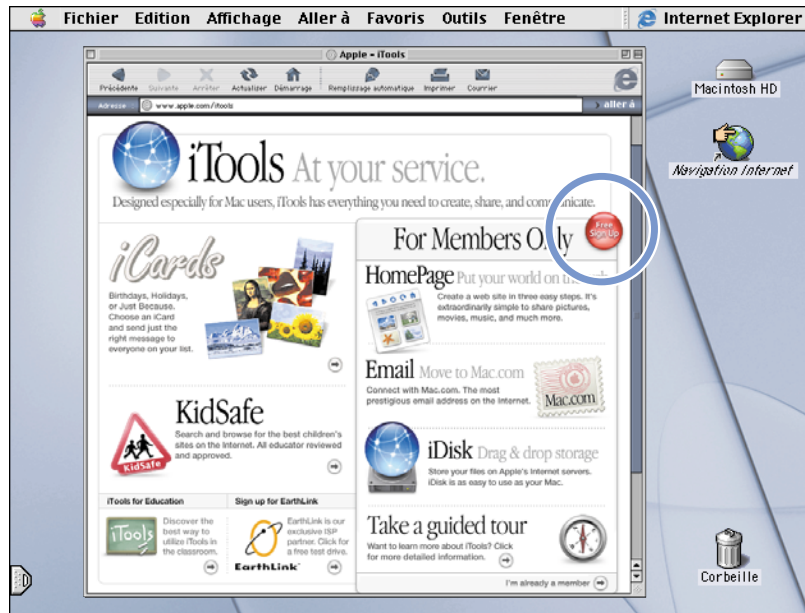 Fichier Edition Affichage Aller à Favoris Outils Fenêtre Internet Explorer
Apple - iTools
Précédente Suivante Arrêter Actualiser Démarrage Remplissage automatique Imprimer Courrier
Adresse www.apple.com/itools aller à
iTools At your service.
Designed especially for Mac users, iTools has everything you need to create, share, and communicate.
Free
Sign Up
For Members Only
iCards
Birthdays, Holidays,
or Just Because.
Choose an iCard
and send just the
right message to
everyone on your list.
HomePage Put your world on the
Create a web site in three easy steps. It's
extraordinarily simple to share pictures,
movies, music, and much more.
Email Move to Mac.com
Connect with Mac.com. The most
prestigious email address on the Internet.
Mac.com
KidSafe
KidSafe
Search and browse for the best children's
sites on the Internet. All educator reviewed
and approved.
iDisk Drag & drop storage
Store your files on Apple's Internet servers.
iDisk is as easy to use as your Mac.
iTools for Education
iTools
Discover the
best way to
utilize iTools in
the classroom.
Sign up for EarthLink
EarthLink
EarthLink is our
exclusive ISP
partner. Click for
a free test drive.
Take a guided tour
Want to learn more about iTools? Click
for more detailed information.
I'm already a member
Macintosh HD
Navigation Internet
Corbeille